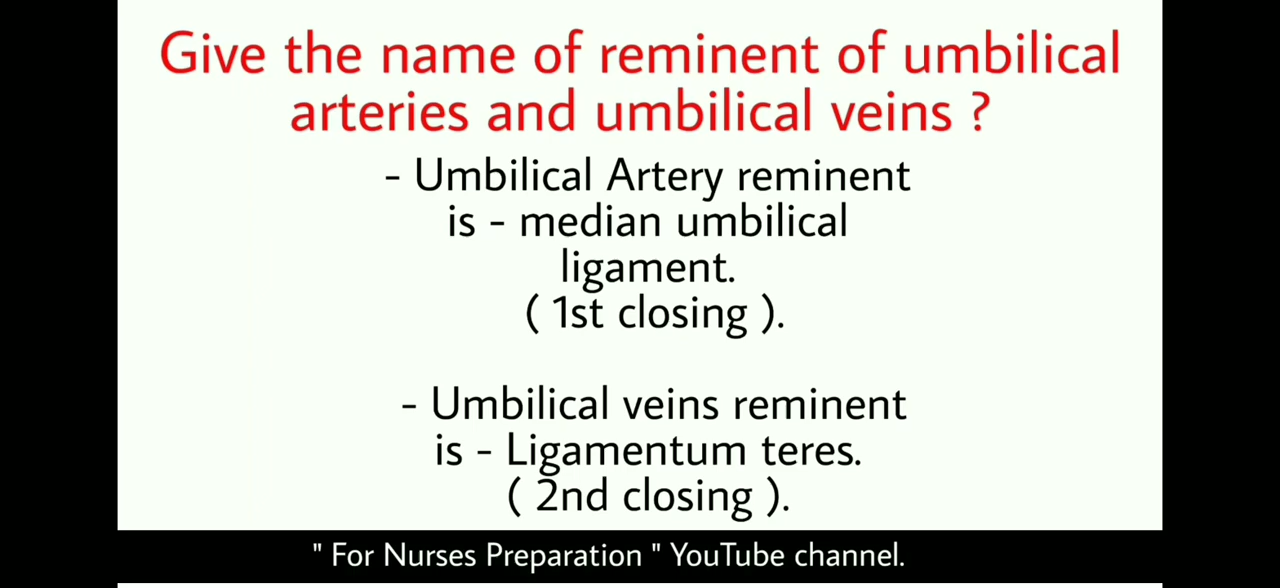 Give the name of reminent of umbilical
arteries and umbilical veins ?
- Umbilical Artery reminent
is - median umbilical
ligament.
( 1st closing ).
- Umbilical veins reminent
is - Ligamentum teres.
( 2nd closing ).
" For Nurses Preparation " YouTube channel.